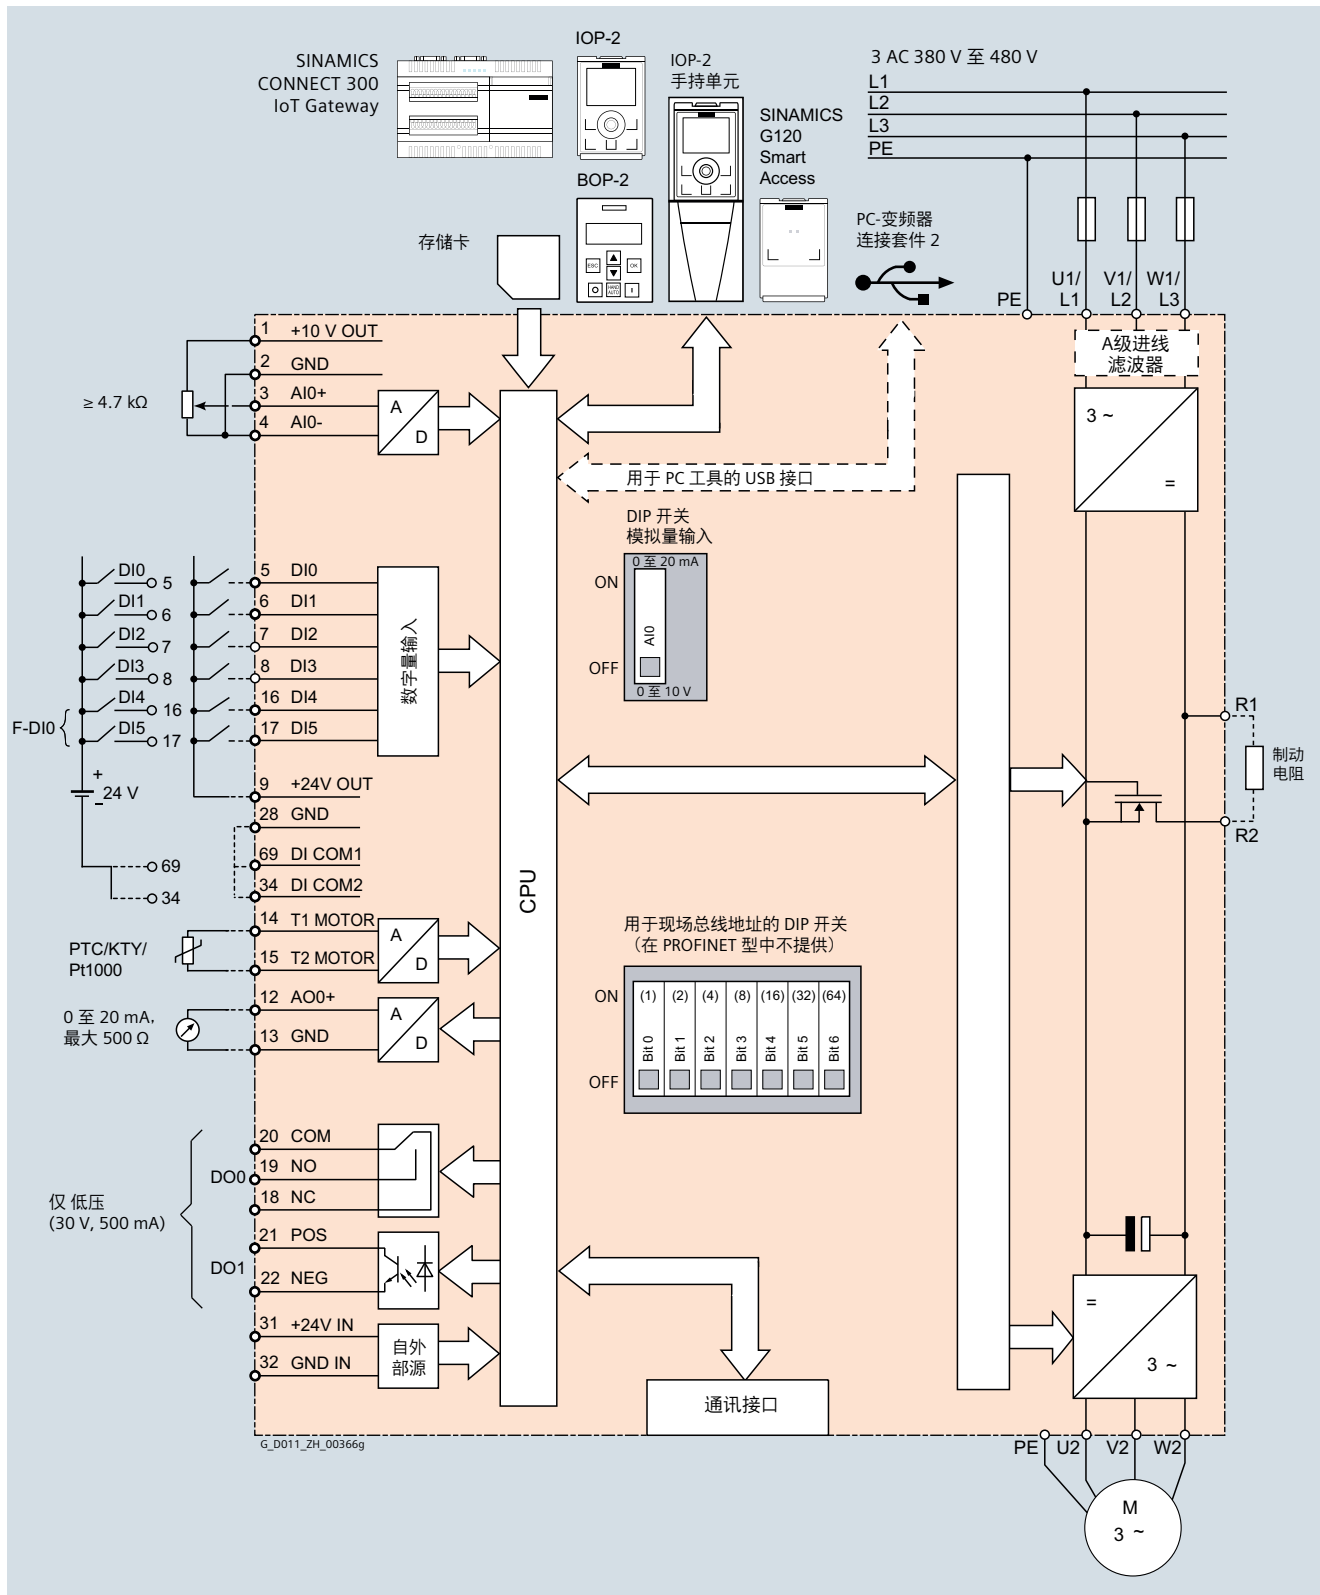 SINAMICS
CONNECT 300
IoT Gateway
IOP-2
IOP-2
手持单元
BOP-2
ESC
OK
HAND
AUTO
I
SINAMICS
G120
Smart
Access
存储卡
PC-变频器
连接套件 2
3 AC 380 V 至 480 V
L1
L2
L3
PE
PE
U1/
L1
V1/
L2
W1/
L3
A级进线
滤波器
3 ~
=
1 +10 V OUT
2 GND
3 AI0+
4 AI0-
≥ 4.7 kΩ
A
D
用于 PC 工具的 USB 接口
DIP 开关
模拟量输入
0 至 20 mA
ON
AI0
OFF
0 至 10 V
DI0 5
DI1 6
DI2 7
DI3 8
DI4 16
DI5 17
F-DI0
5 DI0
6 DI1
7 DI2
8 DI3
16 DI4
17 DI5
数字量输入
+
_
24 V
69
34
9 +24V OUT
28 GND
69 DI COM1
34 DI COM2
CPU
R1
制动
电阻
R2
PTC/KTY/
Pt1000
14 T1 MOTOR
15 T2 MOTOR
A
D
0 至 20 mA,
最大 500 Ω
12 AO0+
13 GND
A
D
用于现场总线地址的 DIP 开关
(在 PROFINET 型中不提供)
ON
(1) (2) (4) (8) (16) (32) (64)
Bit 0 Bit 1 Bit 2 Bit 3 Bit 4 Bit 5 Bit 6
OFF
仅 低压
(30 V, 500 mA)
DO0
20 COM
19 NO
18 NC
DO1
21 POS
22 NEG
31 +24V IN
32 GND IN
自外
部源
通讯接口
=
3 ~
G_D011_ZH_00366g
PE U2 V2 W2
M
3 ~